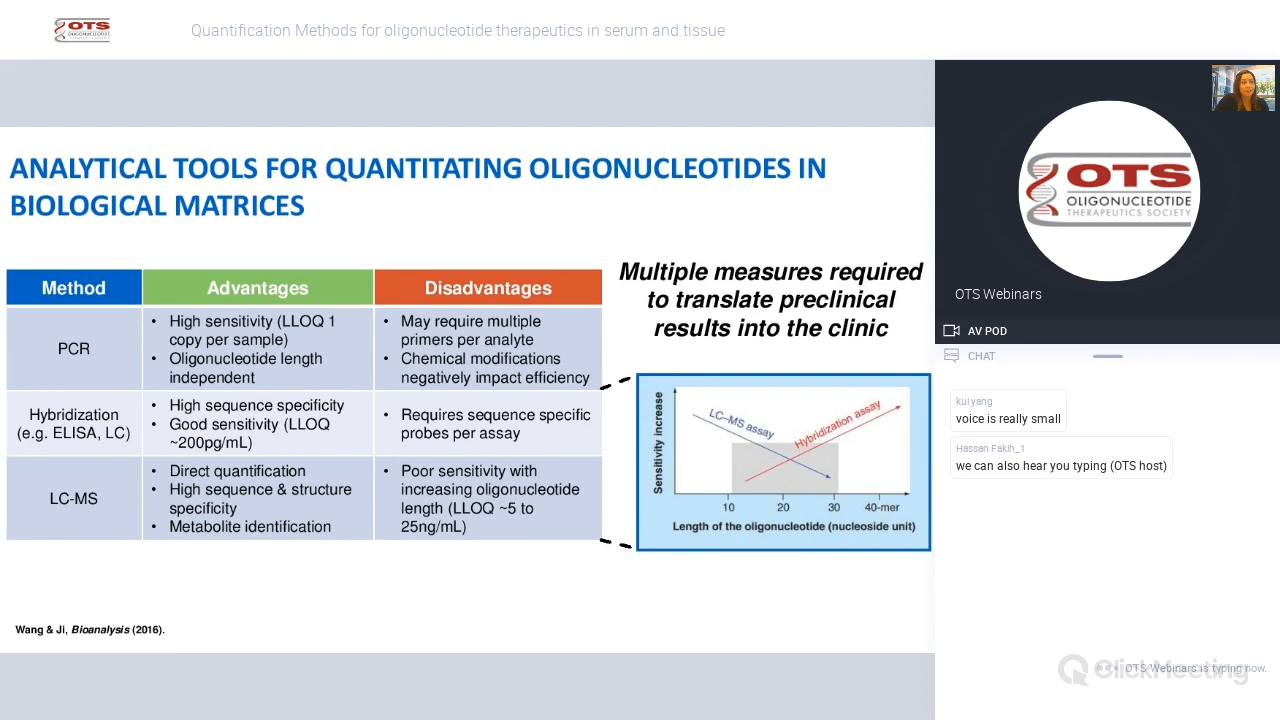 OTS
OLIGONUCLEOTIDE
THERAPEUTICS SOCIETY
Quantification Methods for oligonucleotide therapeutics in serum and tissue
ANALYTICAL TOOLS FOR QUANTITATING OLIGONUCLEOTIDES IN
BIOLOGICAL MATRICES
Method
Advantages
Disadvantages
PCR
• High sensitivity (LLOQ 1
copy per sample)
• Oligonucleotide length
independent
• May require multiple
primers per analyte
• Chemical modifications
negatively impact efficiency
Hybridization
(e.g. ELISA, LC)
• High sequence specificity
• Good sensitivity (LLOQ
~200pg/mL)
• Requires sequence specific
probes per assay
LC-MS
• Direct quantification
• High sequence & structure
specificity
• Metabolite identification
• Poor sensitivity with
increasing oligonucleotide
length (LLOQ ~5 to
25ng/mL)
Multiple measures required
to translate preclinical
results into the clinic
Sensitivity increase
LC–MS assay
Hybridization assay
10 20 30 40-mer
Length of the oligonucleotide (nucleoside unit)
Wang & Ji, Bioanalysis (2016).
OTS
OLIGONUCLEOTIDE
THERAPEUTICS SOCIETY
OTS Webinars
AV POD
CHAT
kui yang
voice is really small
Hassan Fakih_1
we can also hear you typing (OTS host)
ClickMeeting
OTS Webinars is typing now.